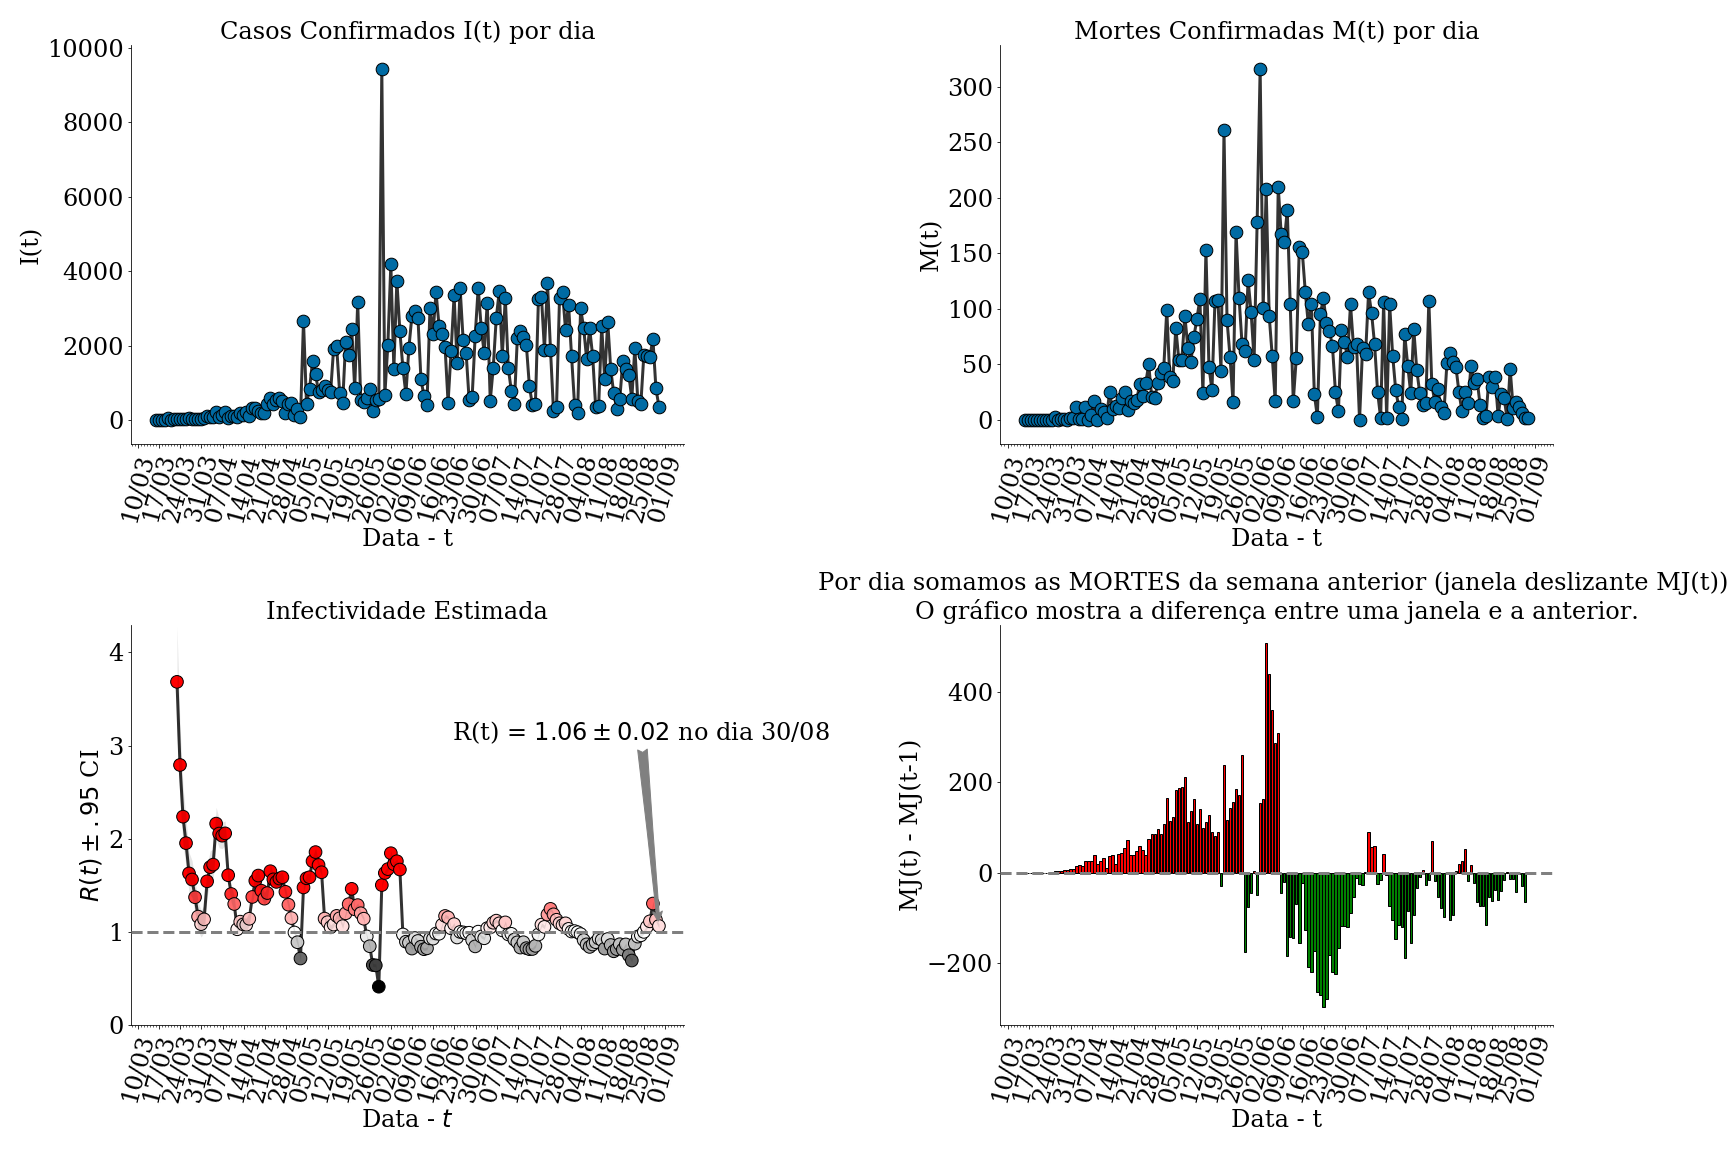 Casos Confirmados I(t) por dia
I(t)
10000
8000
6000
4000
2000
0
10/03 17/03 24/03 31/03 07/04 14/04 21/04 28/04 05/05 12/05 19/05 26/05 02/06 09/06 16/06 23/06 30/06 07/07 14/07 21/07 28/07 04/08 11/08 18/08 25/08 01/09
Data - t
Mortes Confirmadas M(t) por dia
M(t)
300
250
200
150
100
50
0
10/03 17/03 24/03 31/03 07/04 14/04 21/04 28/04 05/05 12/05 19/05 26/05 02/06 09/06 16/06 23/06 30/06 07/07 14/07 21/07 28/07 04/08 11/08 18/08 25/08 01/09
Data - t
Infectividade Estimada
R(t) ± .95 CI
4
3
2
1
0
R(t) = 1.06 ± 0.02 no dia 30/08
10/03 17/03 24/03 31/03 07/04 14/04 21/04 28/04 05/05 12/05 19/05 26/05 02/06 09/06 16/06 23/06 30/06 07/07 14/07 21/07 28/07 04/08 11/08 18/08 25/08 01/09
Data - t
Por dia somamos as MORTES da semana anterior (janela deslizante MJ(t))
O gráfico mostra a diferença entre uma janela e a anterior.
MJ(t) - MJ(t-1)
400
200
0
−200
10/03 17/03 24/03 31/03 07/04 14/04 21/04 28/04 05/05 12/05 19/05 26/05 02/06 09/06 16/06 23/06 30/06 07/07 14/07 21/07 28/07 04/08 11/08 18/08 25/08 01/09
Data - t